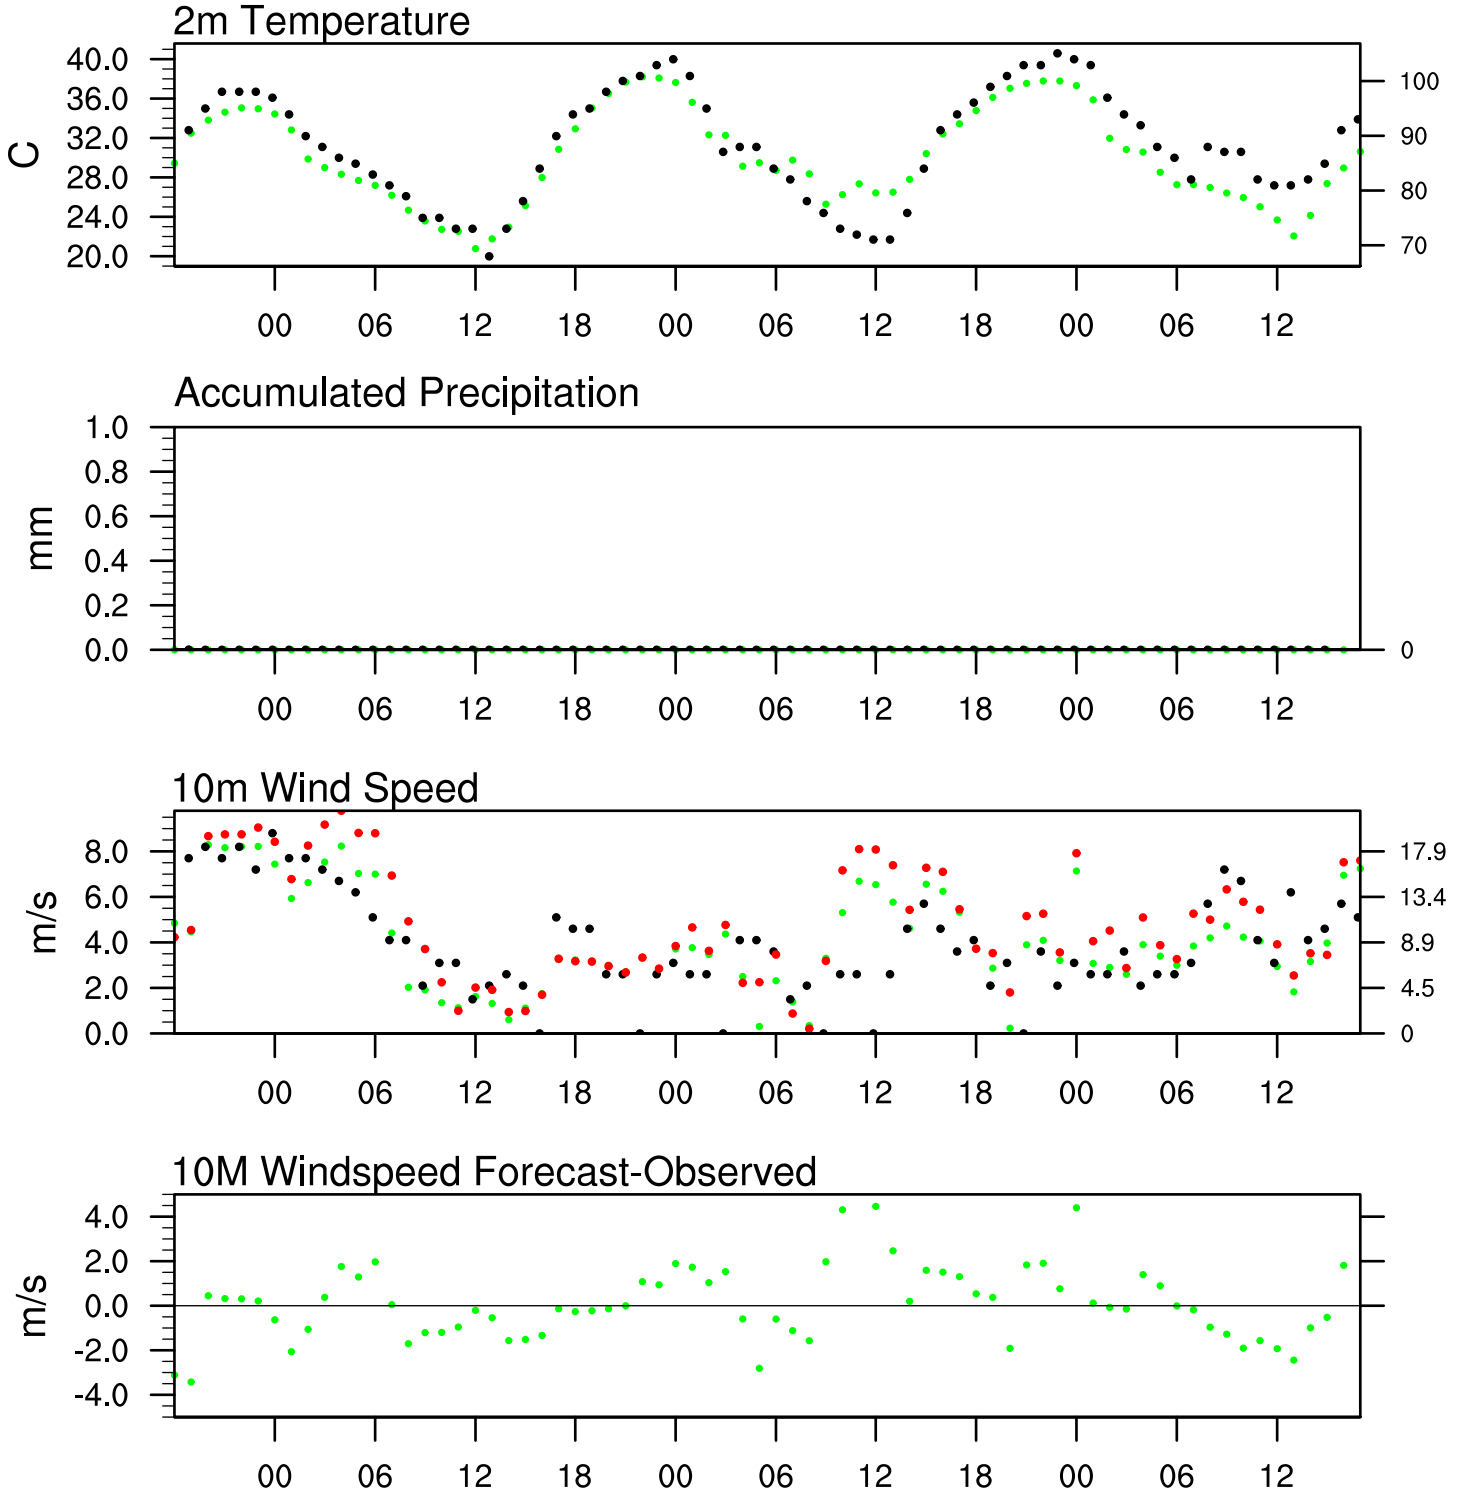 2m Temperature
40.0
36.0
32.0
28.0
24.0
20.0
C
100
90
80
70
00 06 12 18 00 06 12 18 00 06 12
Accumulated Precipitation
1.0
0.8
0.6
0.4
0.2
0.0
mm
0
00 06 12 18 00 06 12 18 00 06 12
10m Wind Speed
8.0
6.0
4.0
2.0
0.0
m/s
17.9
13.4
8.9
4.5
0
00 06 12 18 00 06 12 18 00 06 12
10M Windspeed Forecast-Observed
4.0
2.0
0.0
-2.0
-4.0
m/s
00 06 12 18 00 06 12 18 00 06 12